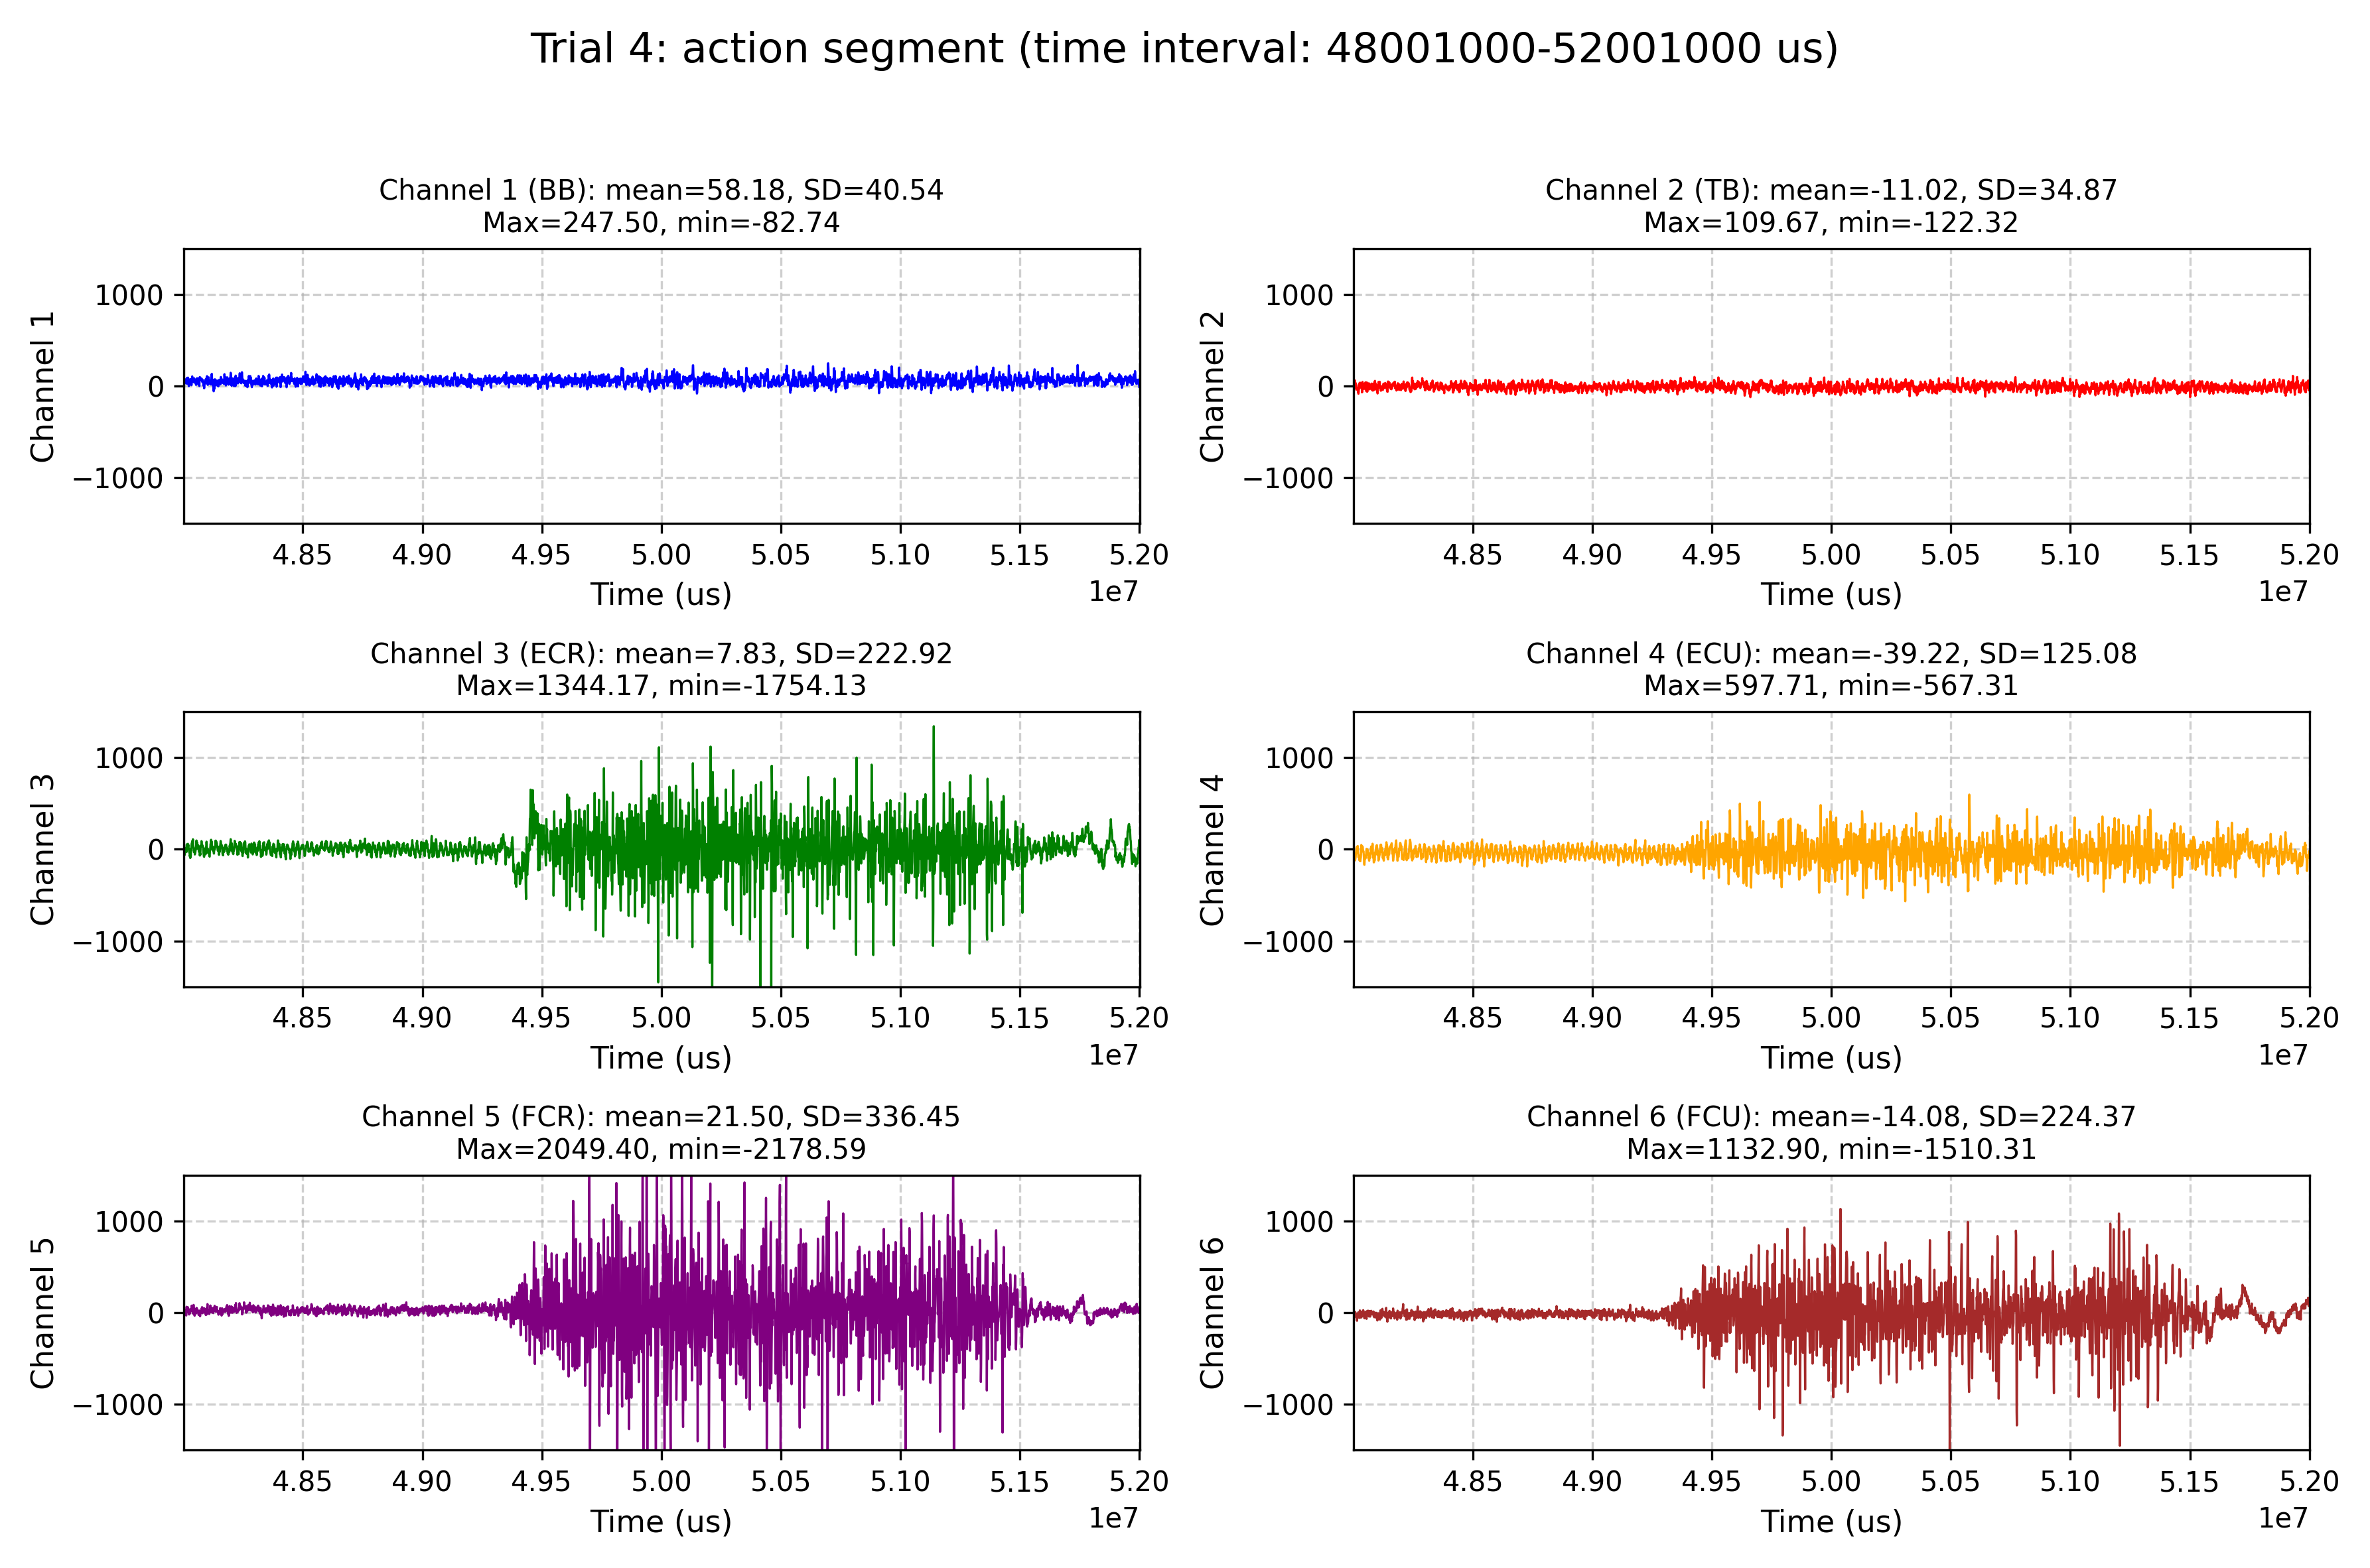 Trial 4: action segment (time interval: 48001000-52001000 us)
Channel 1 (BB): mean=58.18, SD=40.54
Max=247.50, min=-82.74
1000
0
−1000
Channel 1
4.85 4.90 4.95 5.00 5.05 5.10 5.15 5.20
Time (us)
1e7
Channel 2 (TB): mean=-11.02, SD=34.87
Max=109.67, min=-122.32
1000
0
−1000
Channel 2
4.85 4.90 4.95 5.00 5.05 5.10 5.15 5.20
Time (us)
1e7
Channel 3 (ECR): mean=7.83, SD=222.92
Max=1344.17, min=-1754.13
1000
0
−1000
Channel 3
4.85 4.90 4.95 5.00 5.05 5.10 5.15 5.20
Time (us)
1e7
Channel 4 (ECU): mean=-39.22, SD=125.08
Max=597.71, min=-567.31
1000
0
−1000
Channel 4
4.85 4.90 4.95 5.00 5.05 5.10 5.15 5.20
Time (us)
1e7
Channel 5 (FCR): mean=21.50, SD=336.45
Max=2049.40, min=-2178.59
1000
0
−1000
Channel 5
4.85 4.90 4.95 5.00 5.05 5.10 5.15 5.20
Time (us)
1e7
Channel 6 (FCU): mean=-14.08, SD=224.37
Max=1132.90, min=-1510.31
1000
0
−1000
Channel 6
4.85 4.90 4.95 5.00 5.05 5.10 5.15 5.20
Time (us)
1e7